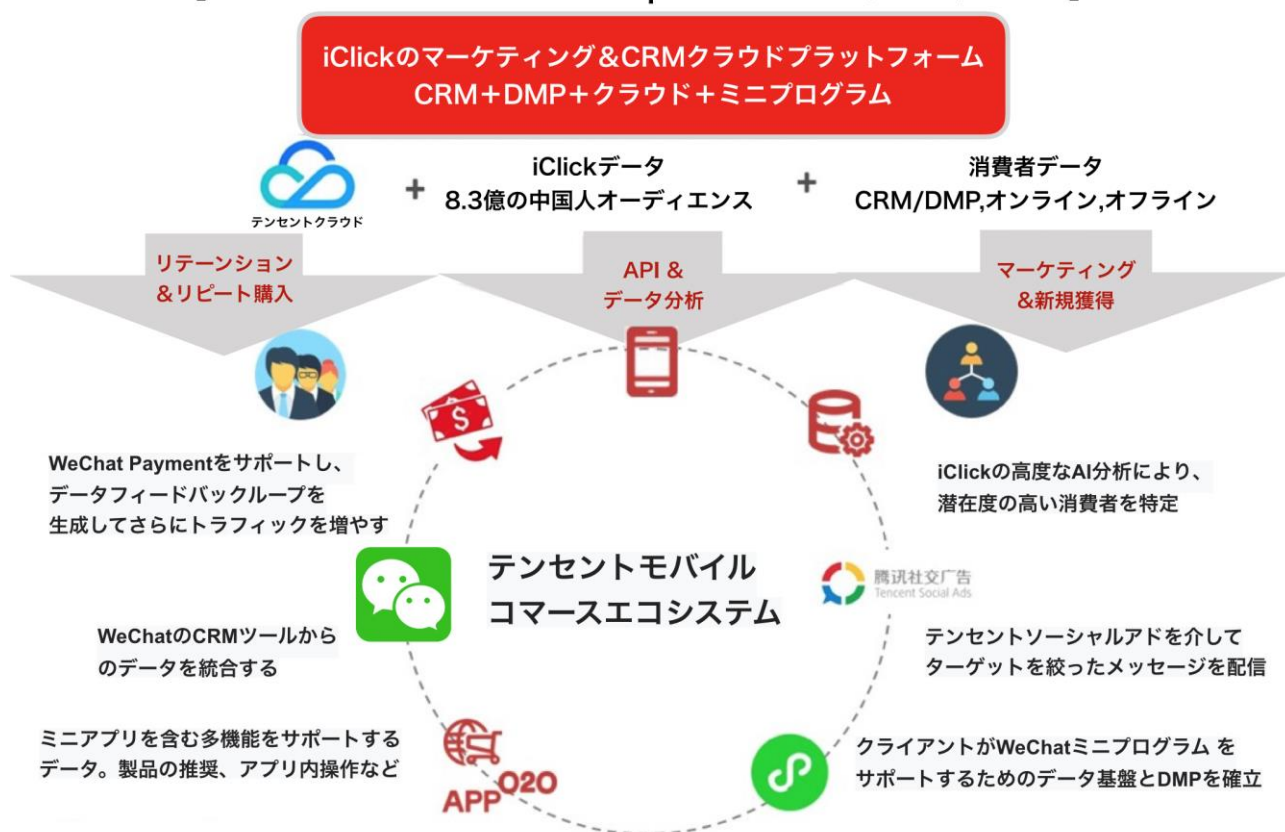 iClickのマーケティング&CRMクラウドプラットフォーム
CRM+DMP+クラウド+ミニプログラム
テンセントクラウド
+
iClickデータ
8.3億の中国人オーディエンス
+
消費者データ
CRM/DMP,オンライン,オフライン
リテーンション
&リピート購入
API &
データ分析
マーケティング
&新規獲得
$
WeChat Paymentをサポートし、
データフィードバックループを
生成してさらにトラフィックを増やす
iClickの高度なAI分析により、
潜在度の高い消費者を特定
テンセントモバイル
コマースエコシステム
腾讯社交广告
Tencent Social Ads
WeChatのCRMツールから
のデータを統合する
テンセントソーシャルアドを介して
ターゲットを絞ったメッセージを配信
ミニアプリを含む多機能をサポートする
データ。製品の推奨、アプリ内操作など
APP O2O
クライアントがWeChatミニプログラム を
サポートするためのデータ基盤とDMPを確立